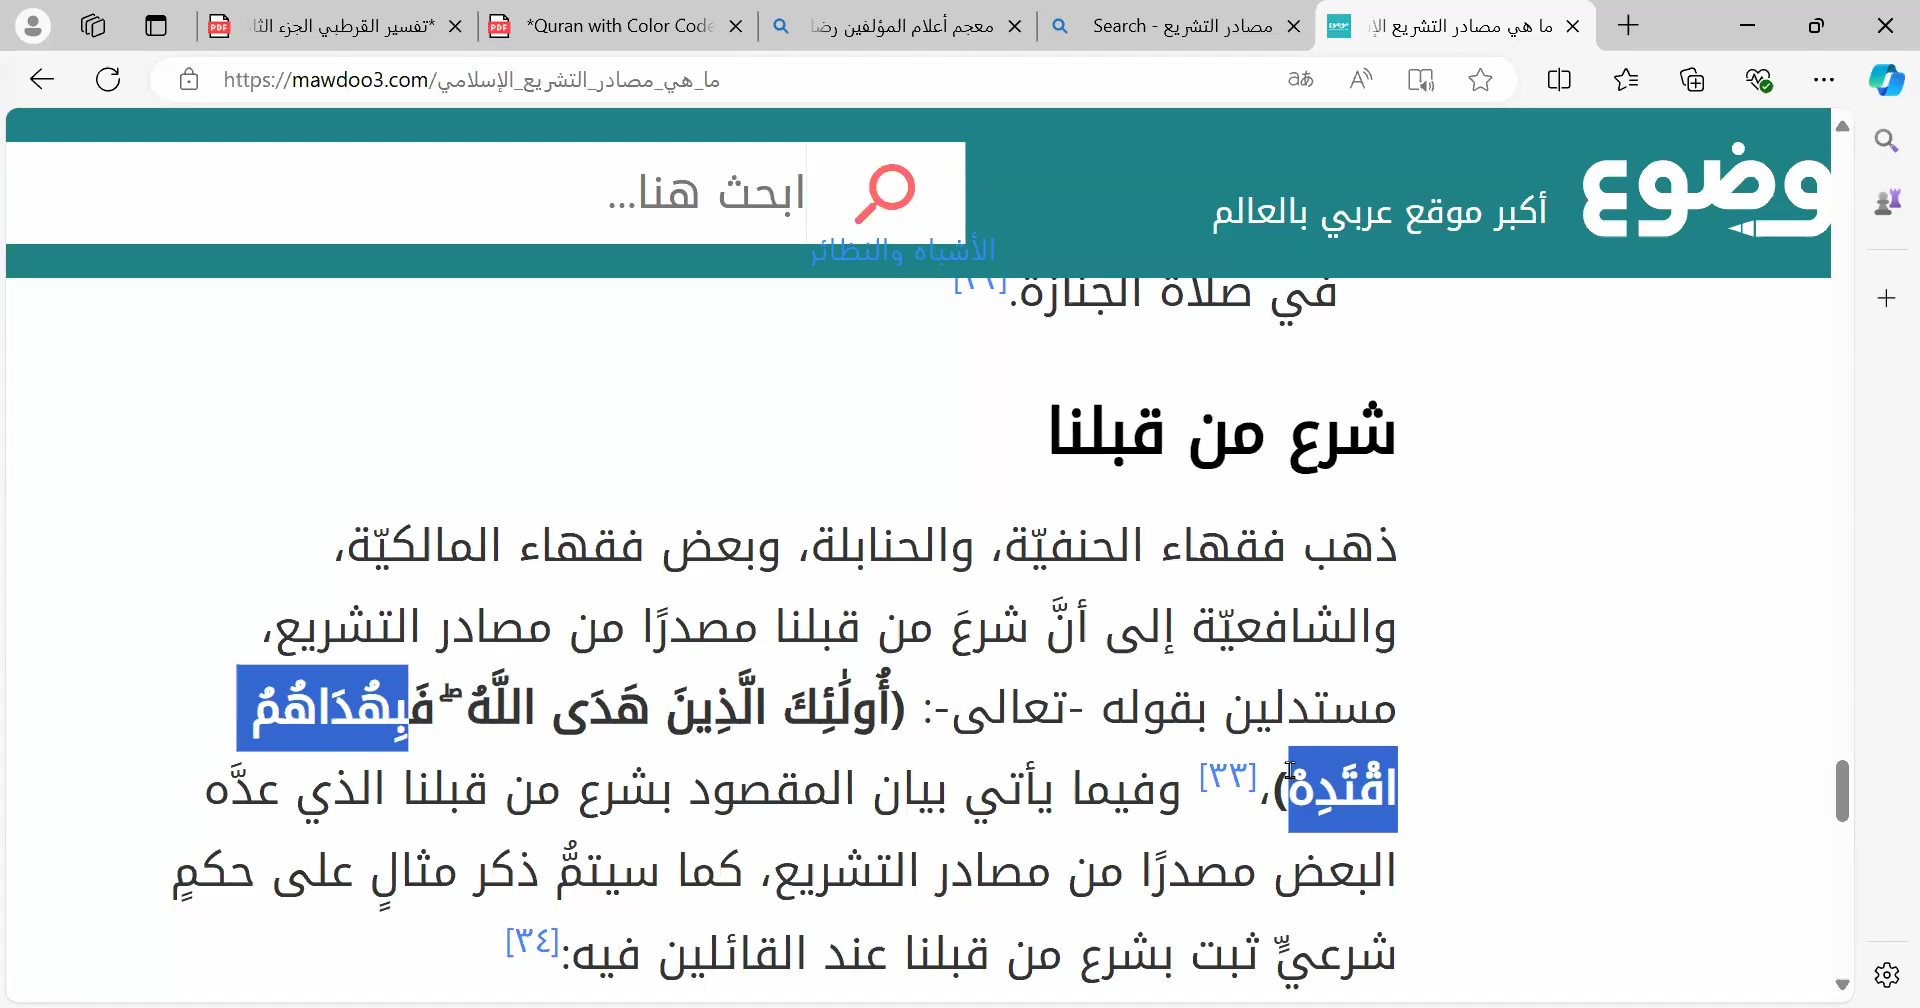 *تفسير القرطبي الجزء الثا
*Quran with Color Code
معجم أعلام المؤلفين رضا
مصادر التشريع - Search
ما هي مصادر التشريع الإ
https://mawdoo3.com/ما_هي_مصادر_التشريع_الإسلامي
وضوع
أكبر موقع عربي بالعالم
ابحث هنا...
الأشباه والنظائر
في صلاة الجنازة.
شرع من قبلنا
ذهب فقهاء الحنفيّة، والحنابلة، وبعض فقهاء المالكيّة،
والشافعيّة إلى أنَّ شرعَ من قبلنا مصدرًا من مصادر التشريع،
مستدلين بقوله -تعالى-: (أُولَٰئِكَ الَّذِينَ هَدَى اللَّهُ ۖ فَبِهُدَاهُمُ
اقْتَدِهْ)،[٣٣] وفيما يأتي بيان المقصود بشرع من قبلنا الذي عدَّه
البعض مصدرًا من مصادر التشريع، كما سيتمُّ ذكر مثالٍ على حكمٍ
شرعيٍّ ثبت بشرع من قبلنا عند القائلين فيه:[٣٤]